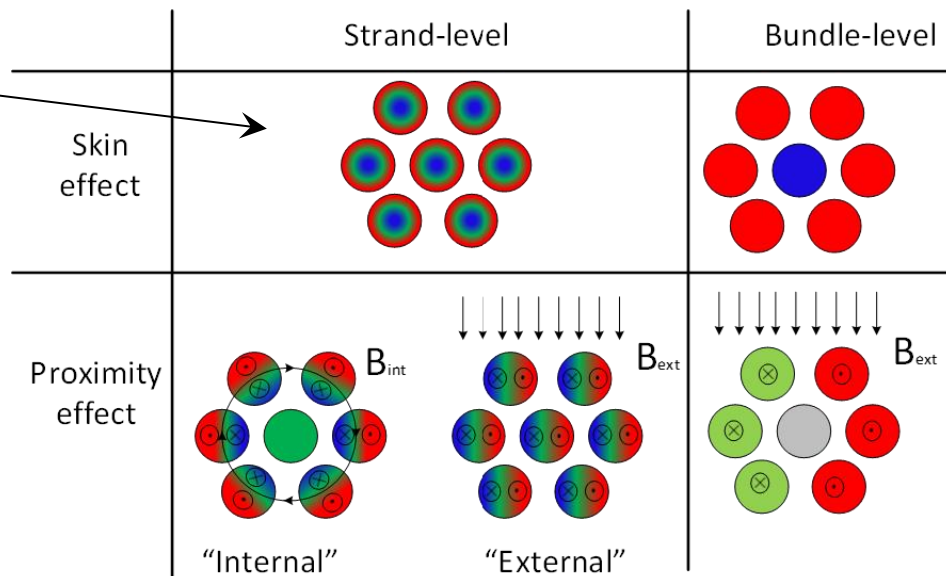 Strand-level
Bundle-level
Skin
effect
Proximity
effect
Bint
Bext
Bext
"Internal"
"External"